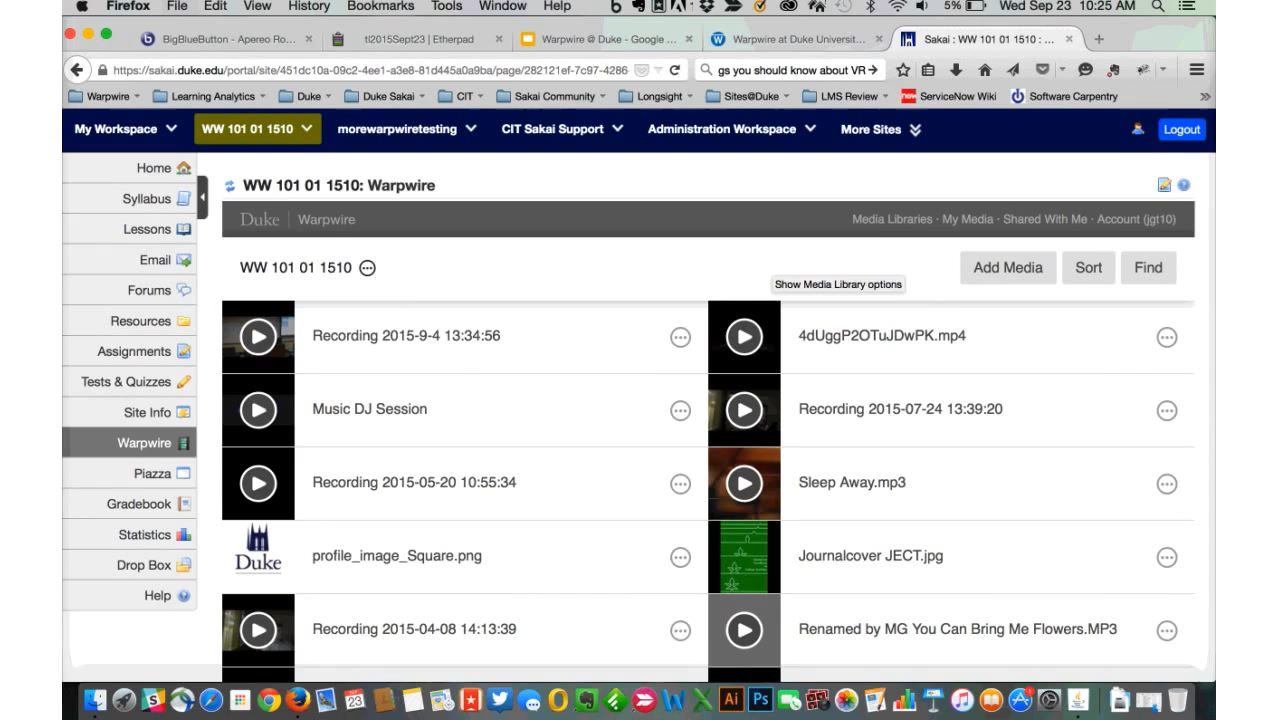 Firefox File Edit View History Bookmarks Tools Window Help 5% Wed Sep 23 10:25 AM
BigBlueButton - Apereo Ro... × tl2015Sept23 | Etherpad × Warpwire @ Duke - Google ... × Warpwire at Duke Universit... × Sakai : WW 101 01 1510 : ... × +
https://sakai.duke.edu/portal/site/451dc10a-09c2-4ee1-a3e8-81d445a0a9ba/page/282121ef-7c97-4286 gs you should know about VR
Warpwire Learning Analytics Duke Duke Sakai CIT Sakai Community Longsight Sites@Duke LMS Review ServiceNow Wiki Software Carpentry »
My Workspace WW 101 01 1510 morewarpwiretesting CIT Sakai Support Administration Workspace More Sites Logout
Home
Syllabus
Lessons
Email
Forums
Resources
Assignments
Tests & Quizzes
Site Info
Warpwire
Piazza
Gradebook
Statistics
Drop Box
Help
WW 101 01 1510: Warpwire
Duke | Warpwire Media Libraries · My Media · Shared With Me · Account (jgt10)
WW 101 01 1510 Add Media Sort Find
Show Media Library options
Recording 2015-9-4 13:34:56 4dUggP2OTuJDwPK.mp4
Music DJ Session Recording 2015-07-24 13:39:20
Recording 2015-05-20 10:55:34 Sleep Away.mp3
Duke profile_image_Square.png Journalcover JECT.jpg
Recording 2015-04-08 14:13:39 Renamed by MG You Can Bring Me Flowers.MP3
23 Ai Ps